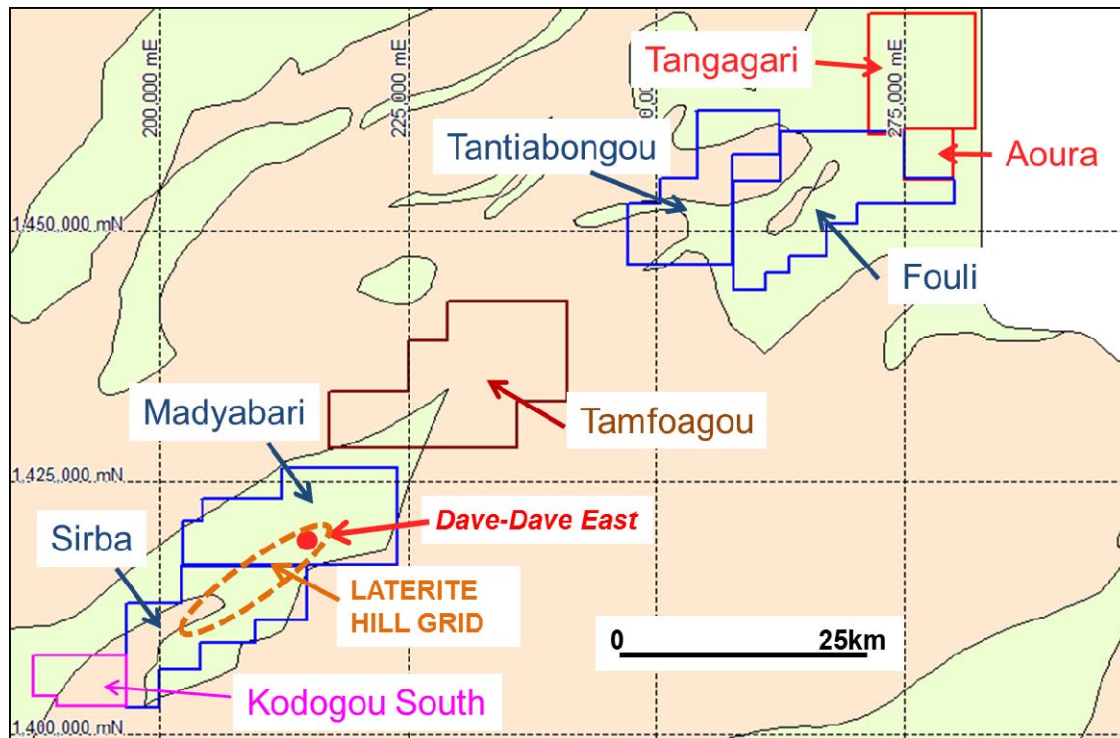 200,000 mE
225,000 mE
275,000 mE
Tangagari
Tantiabongou
Aoura
1,450,000 mN
Fouli
Madyabari
Tamfoagou
1,425,000 mN
Dave-Dave East
Sirba
LATERITE
HILL GRID
0 25km
Kodogou South
1,400,000 mN